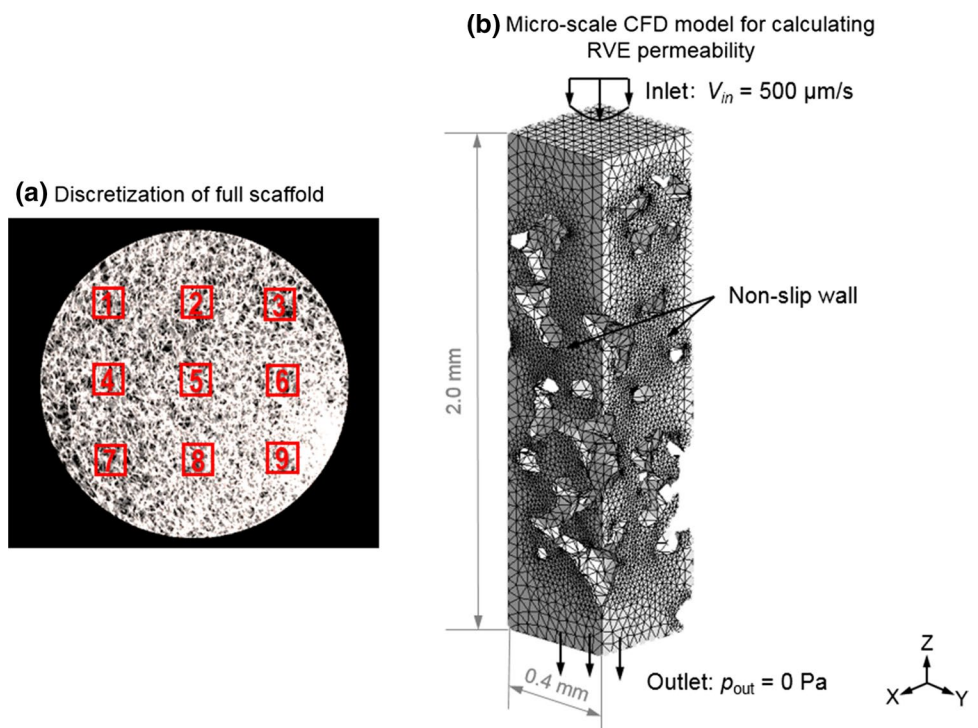 (a) Discretization of full scaffold
1 2 3
4 5 6
7 8 9
(b) Micro-scale CFD model for calculating
RVE permeability
Inlet: Vin = 500 µm/s
Non-slip wall
2.0 mm
0.4 mm
Outlet: pout = 0 Pa
Z
X
Y